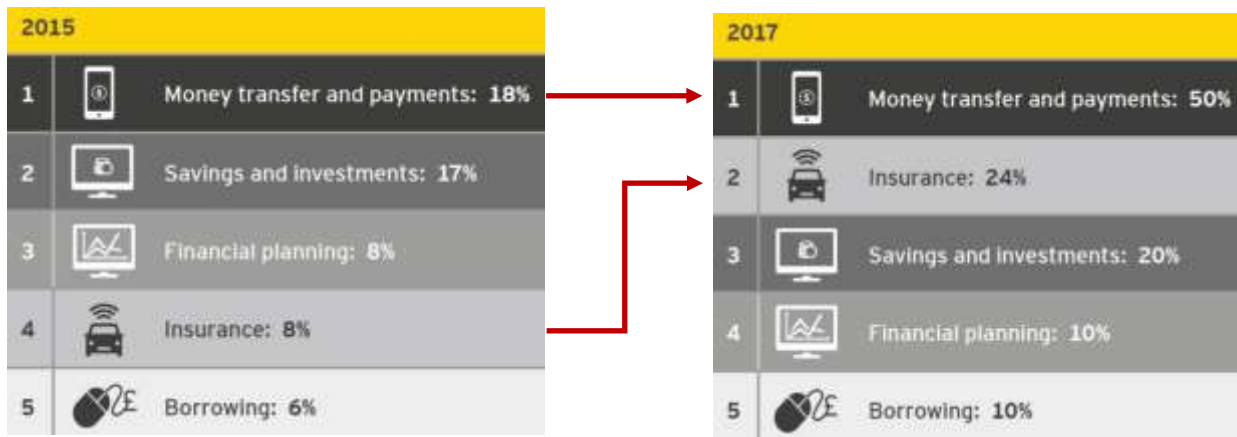 2015
1 Money transfer and payments: 18%
2 Savings and investments: 17%
3 Financial planning: 8%
4 Insurance: 8%
5 Borrowing: 6%
2017
1 Money transfer and payments: 50%
2 Insurance: 24%
3 Savings and investments: 20%
4 Financial planning: 10%
5 Borrowing: 10%